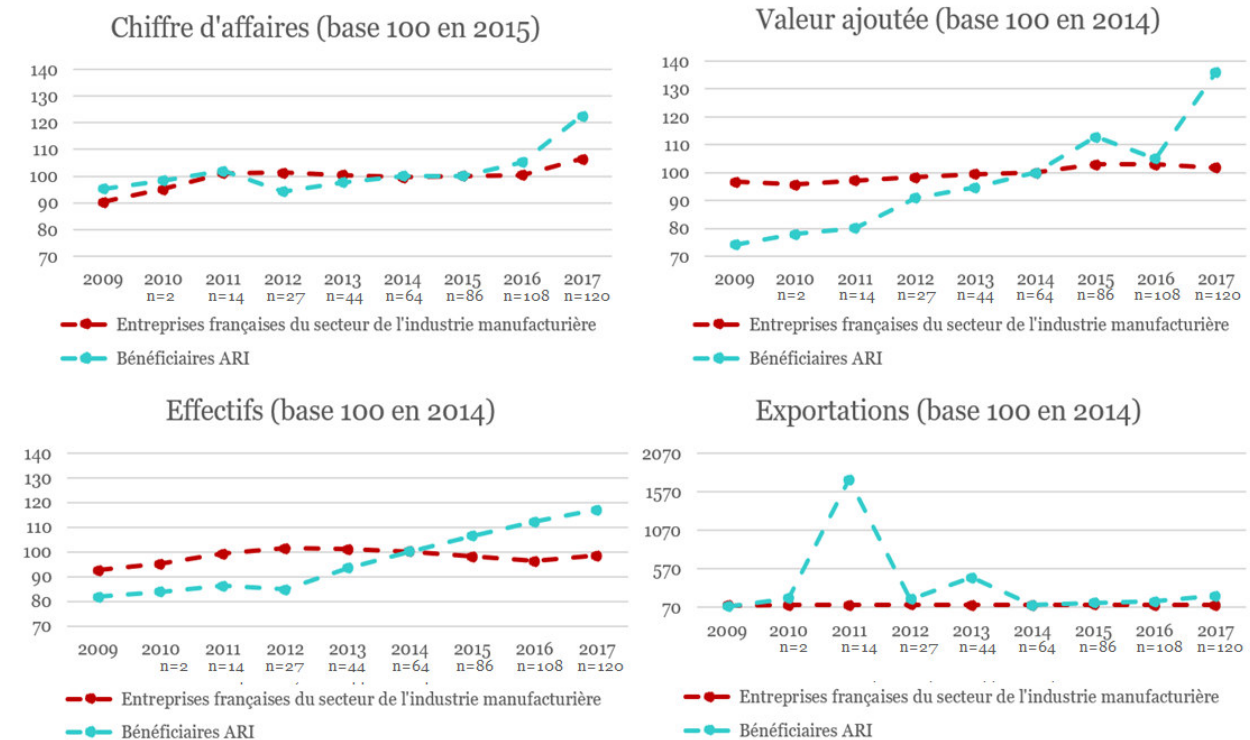 Chiffre d'affaires (base 100 en 2015)
140
130
120
110
100
90
80
70
2009 2010 2011 2012 2013 2014 2015 2016 2017
n=2 n=14 n=27 n=44 n=64 n=86 n=108 n=120
Entreprises françaises du secteur de l'industrie manufacturière
Bénéficiaires ARI
Valeur ajoutée (base 100 en 2014)
140
130
120
110
100
90
80
70
2009 2010 2011 2012 2013 2014 2015 2016 2017
n=2 n=14 n=27 n=44 n=64 n=86 n=108 n=120
Entreprises françaises du secteur de l'industrie manufacturière
Bénéficiaires ARI
Effectifs (base 100 en 2014)
140
130
120
110
100
90
80
70
2009 2010 2011 2012 2013 2014 2015 2016 2017
n=2 n=14 n=27 n=44 n=64 n=86 n=108 n=120
Entreprises françaises du secteur de l'industrie manufacturière
Bénéficiaires ARI
Exportations (base 100 en 2014)
2070
1570
1070
570
70
2009 2010 2011 2012 2013 2014 2015 2016 2017
n=2 n=14 n=27 n=44 n=64 n=86 n=108 n=120
Entreprises françaises du secteur de l'industrie manufacturière
Bénéficiaires ARI